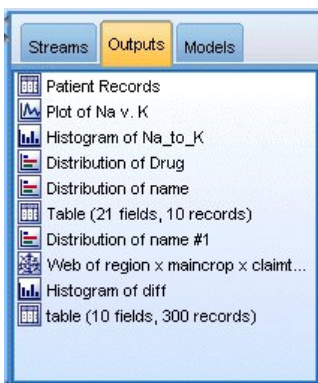 Streams Outputs Models
Patient Records
Plot of Na v. K
Histogram of Na_to_K
Distribution of Drug
Distribution of name
Table (21 fields, 10 records)
Distribution of name #1
Web of region x maincrop x claimt...
Histogram of diff
table (10 fields, 300 records)